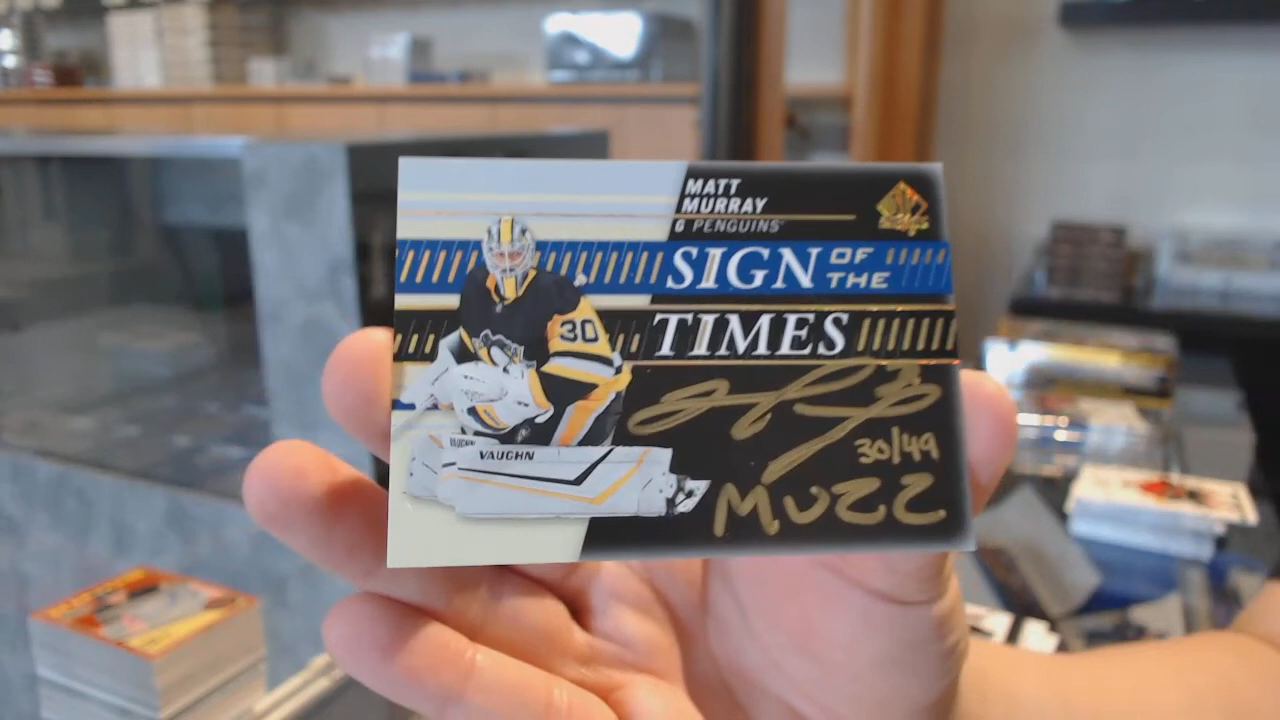 MATT
MURRAY
G PENGUINS
SIGN OF THE
TIMES
30
30/49
VAUGHN
MUZZ